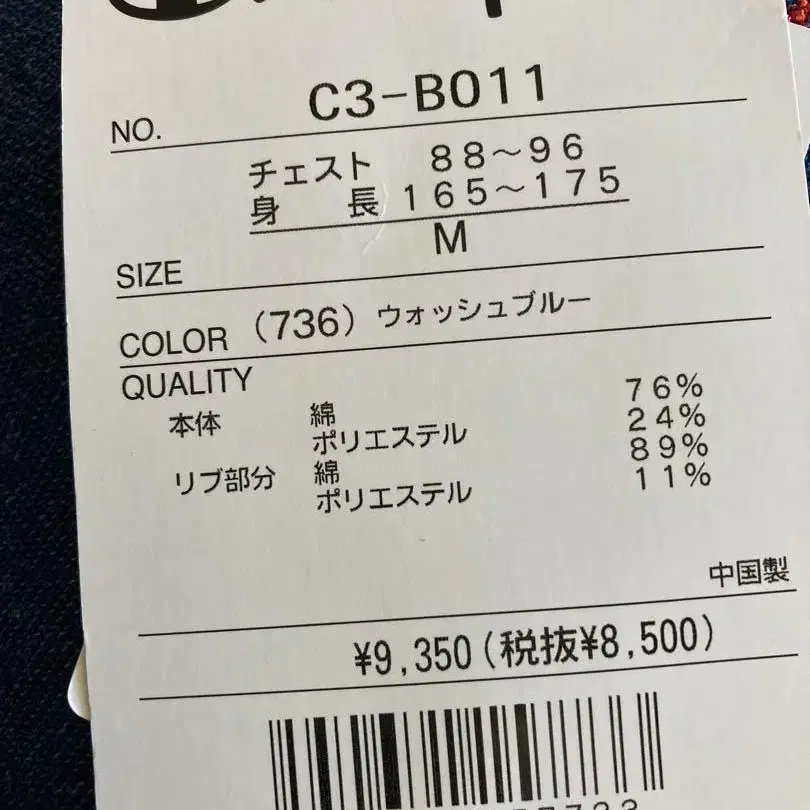 NO. C3-B011
チェスト 88~96
身長 165~175
SIZE M
COLOR (736) ウォッシュブルー
QUALITY
本体 綿 76%
ポリエステル 24%
リブ部分 綿 89%
ポリエステル 11%
中国製
¥9,350(税抜¥8,500)